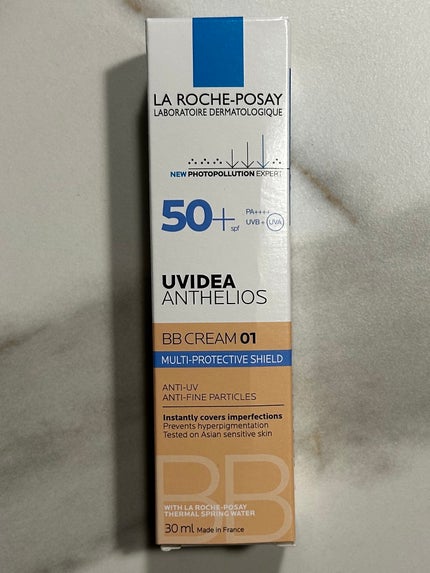 LA ROCHE-POSAY
LABORATOIRE DERMATOLOGIQUE
NEW PHOTOPOLLUTION EXPERT
50+ spf
PA++++
UVB + UVA
UVIDEA
ANTHELIOS
BB CREAM 01
MULTI-PROTECTIVE SHIELD
ANTI-UV
ANTI-FINE PARTICLES
Instantly covers imperfections
Prevents hyperpigmentation
Tested on Asian sensitive skin
BB
WITH LA ROCHE-POSAY
THERMAL SPRING WATER
30 ml Made in France